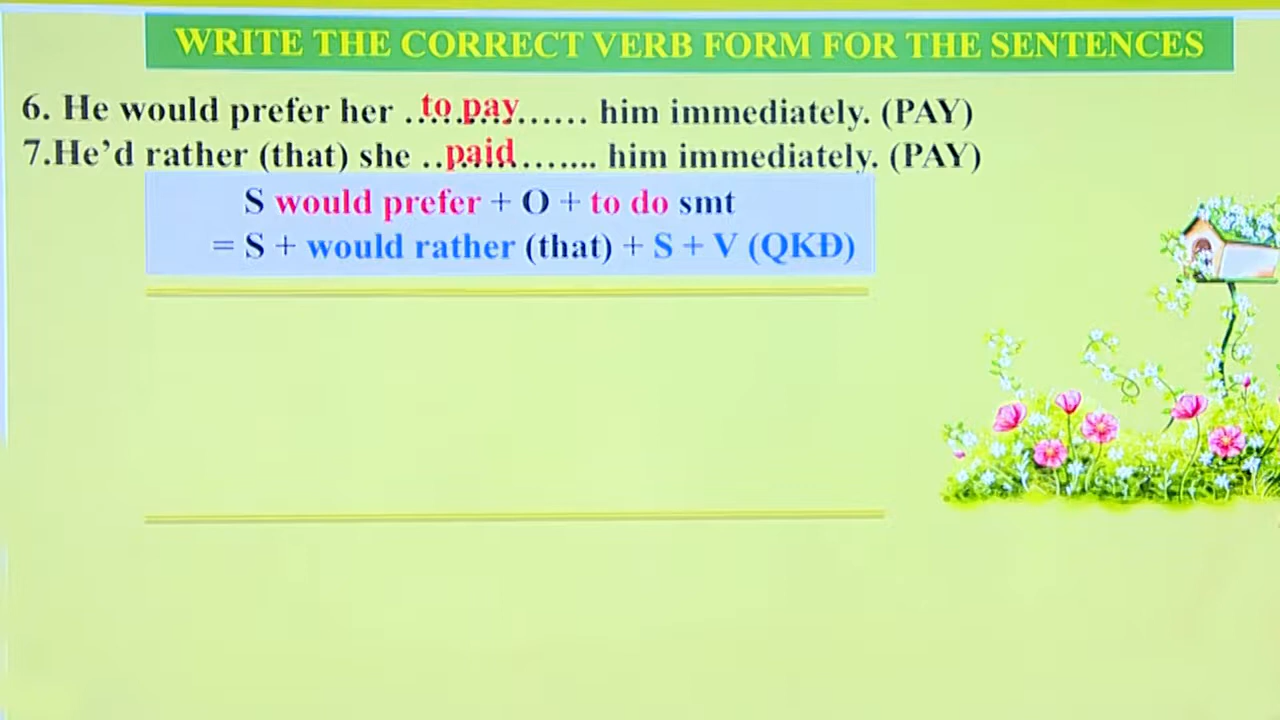 WRITE THE CORRECT VERB FORM FOR THE SENTENCES
6. He would prefer her ..to pay...... him immediately. (PAY)
7.He'd rather (that) she ..paid....... him immediately. (PAY)
S would prefer + O + to do smt
= S + would rather (that) + S + V (QKĐ)